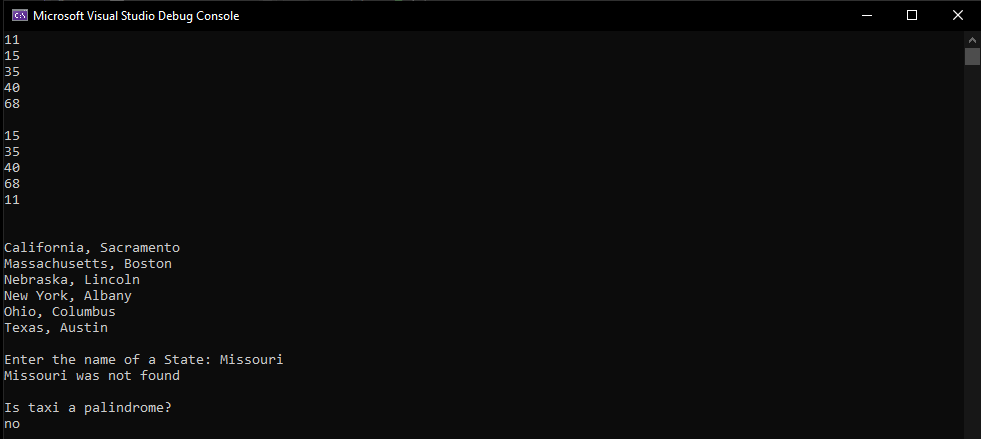 Microsoft Visual Studio Debug Console
11
15
35
40
68
15
35
40
68
11
California, Sacramento
Massachusetts, Boston
Nebraska, Lincoln
New York, Albany
Ohio, Columbus
Texas, Austin
Enter the name of a State: Missouri
Missouri was not found
Is taxi a palindrome?
no